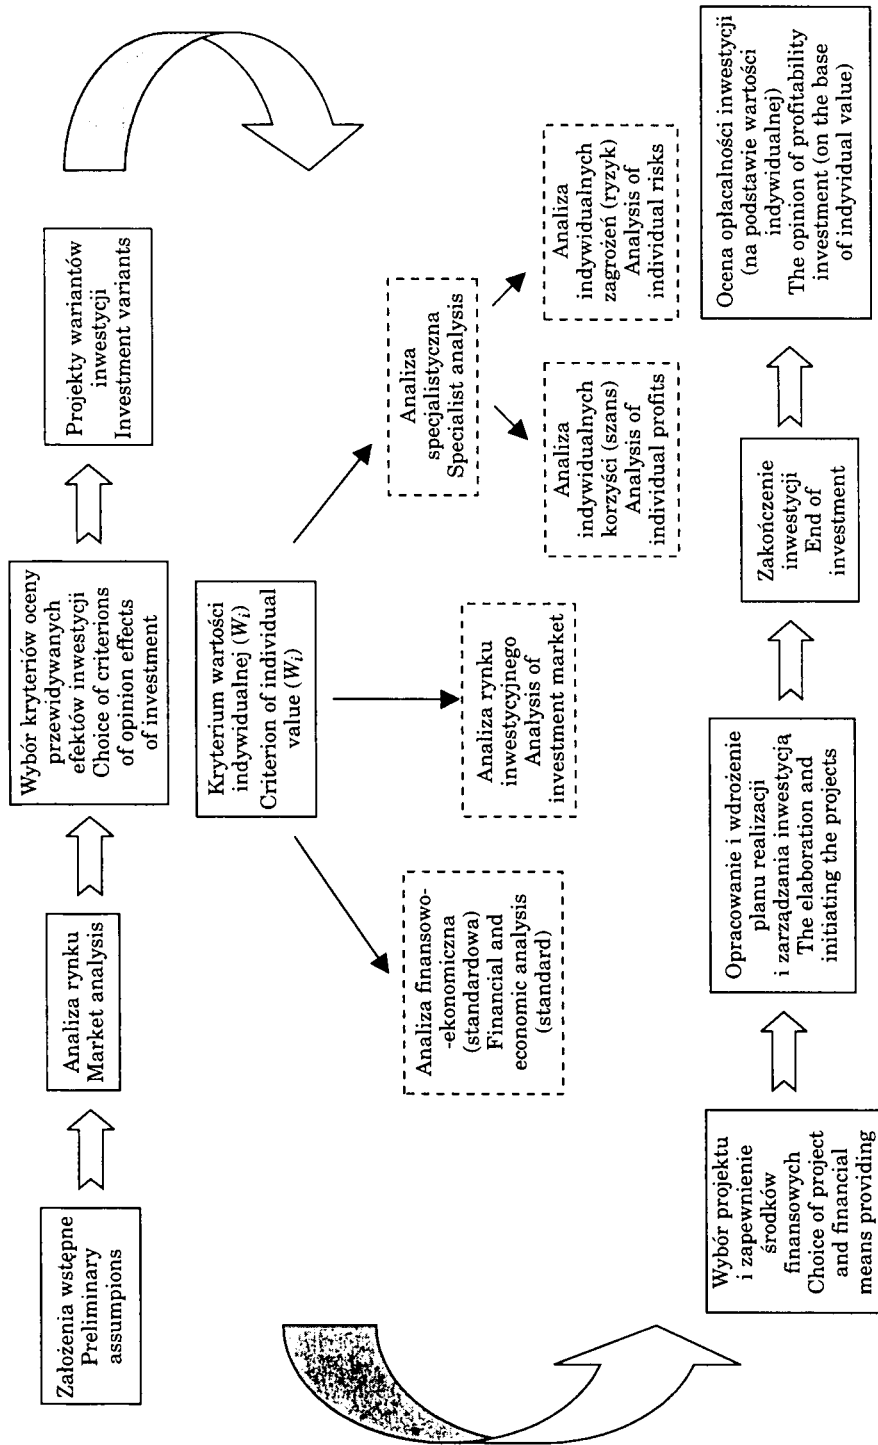 Założenia wstępne
Preliminary
assumpions
Analiza rynku
Market analysis
Wybór kryteriów oceny
przewidywanych
efektów inwestycji
Choice of criterions
of opinion effects
of investment
Projekty wariantów
inwestycji
Investment variants
Kryterium wartości
indywidualnej (Wi)
Criterion of individual
value (Wi)
Analiza finansowo-
-ekonomiczna
(standardowa)
Financial and
economic analysis
(standard)
Analiza rynku
inwestycyjnego
Analysis of
investment market
Analiza
specjalistyczna
Specialist analysis
Analiza
indywidualnych
korzyści (szans)
Analysis of
individual profits
Analiza
indywidualnych
zagrożeń (ryzyk)
Analysis of
individual risks
Wybór projektu
i zapewnienie
środków
finansowych
Choice of project
and financial
means providing
Opracowanie i wdrożenie
planu realizacji
i zarządzania inwestycją
The elaboration and
initiating the projects
Zakończenie
inwestycji
End of
investment
Ocena opłacalności inwestycji
(na podstawie wartości
indywidualnej)
The opinion of profitability
investment (on the base
of indyvidual value)